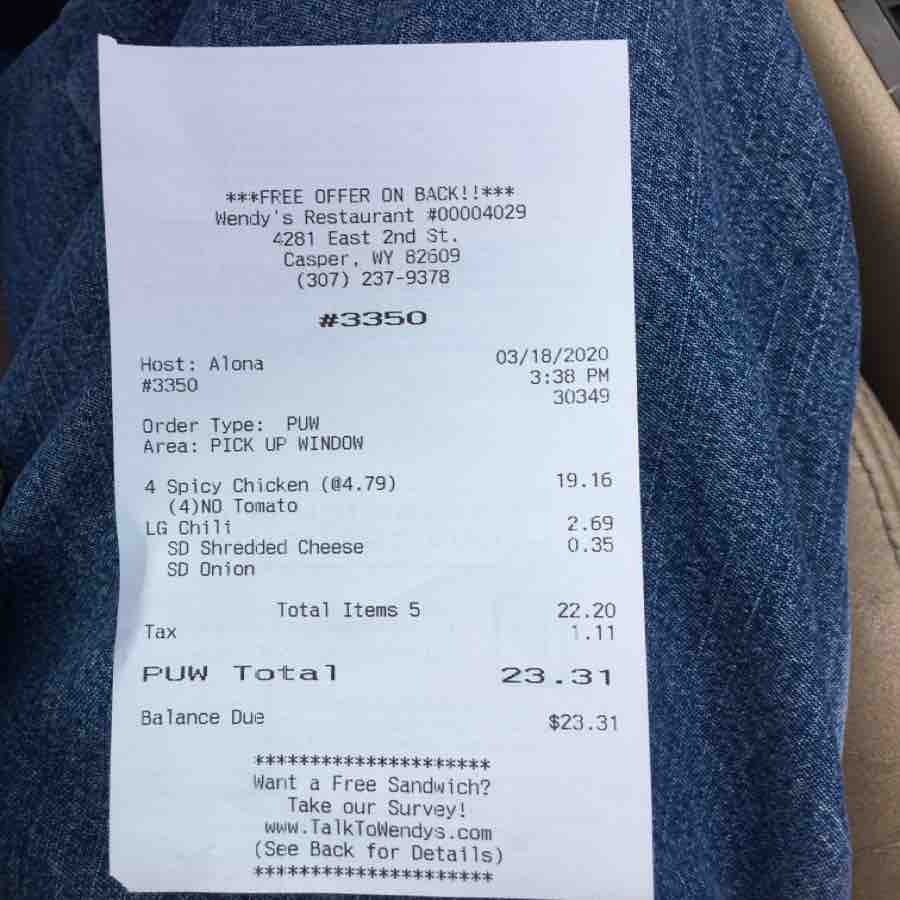 ***FREE OFFER ON BACK!!***
Wendy's Restaurant #00004029
4281 East 2nd St.
Casper, WY 82609
(307) 237-9378
#3350
Host: Alona 03/18/2020
#3350 3:38 PM
30349
Order Type: PUW
Area: PICK UP WINDOW
4 Spicy Chicken (@4.79) 19.16
(4)NO Tomato
LG Chili 2.69
SD Shredded Cheese 0.35
SD Onion
Total Items 5 22.20
Tax 1.11
PUW Total 23.31
Balance Due $23.31
*********************
Want a Free Sandwich?
Take our Survey!
www.TalkToWendys.com
(See Back for Details)
*********************